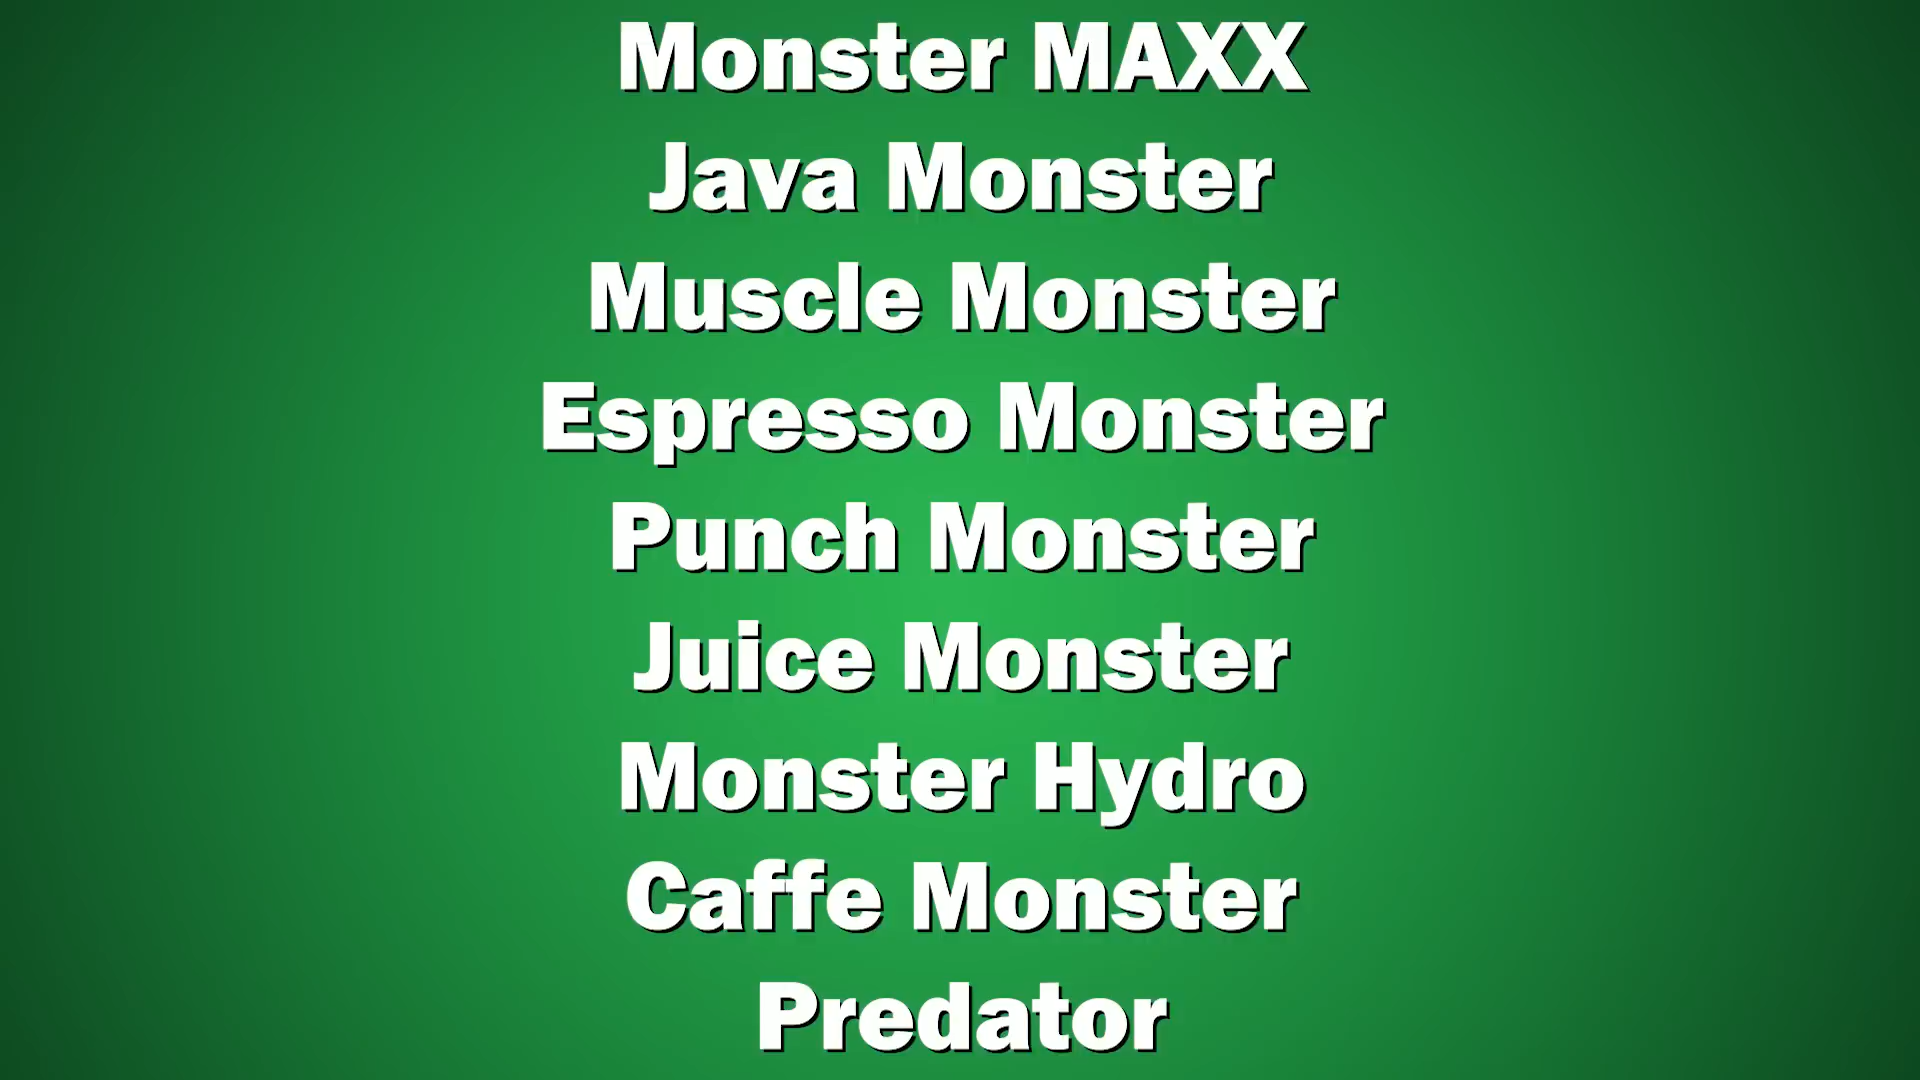 Monster MAXX
Java Monster
Muscle Monster
Espresso Monster
Punch Monster
Juice Monster
Monster Hydro
Caffe Monster
Predator